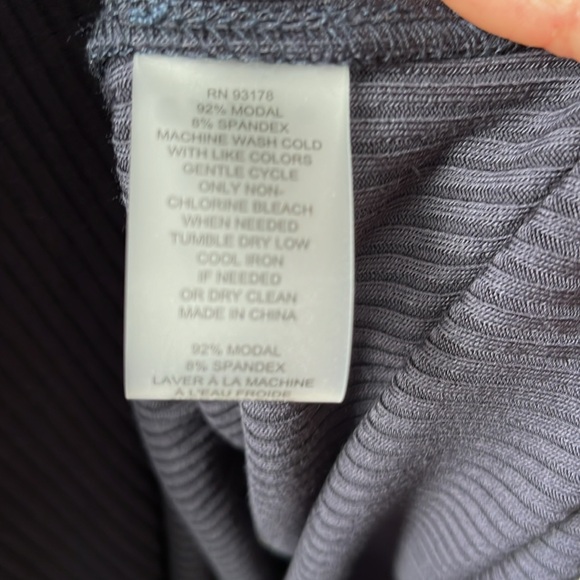 RN 93178
92% MODAL
8% SPANDEX
MACHINE WASH COLD
WITH LIKE COLORS
GENTLE CYCLE
ONLY NON-
CHLORINE BLEACH
WHEN NEEDED
TUMBLE DRY LOW
COOL IRON
IF NEEDED
OR DRY CLEAN
MADE IN CHINA
92% MODAL
8% SPANDEX
LAVER À LA MACHINE
À L'EAU FROIDE